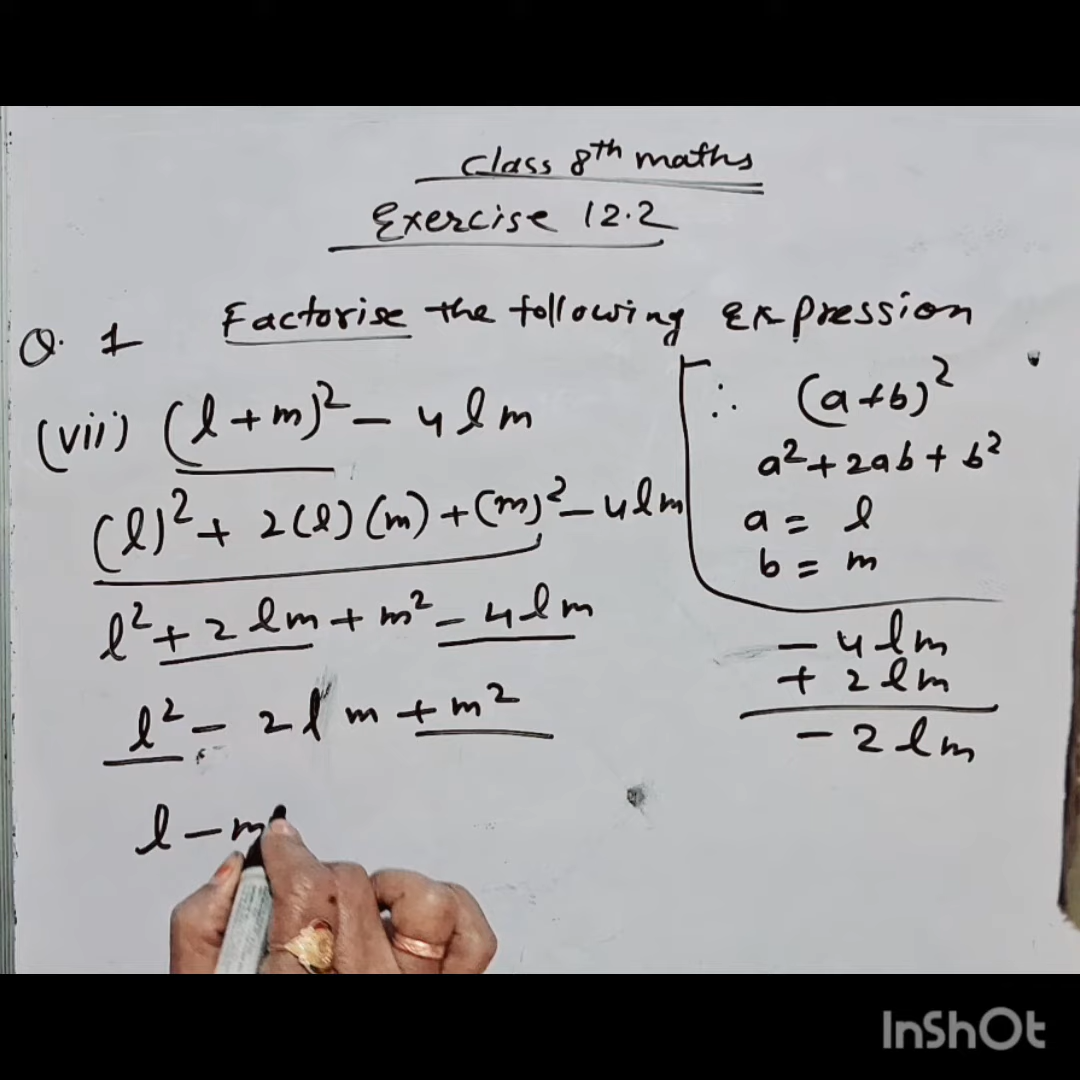 Class 8th maths
Exercise 12.2
Q. 1 Factorise the following expression
(vii) (l + m)² - 4lm
(l)² + 2(l)(m) + (m)² - 4lm
l² + 2lm + m² - 4lm
l² - 2lm + m²
l - m
∴ (a+b)²
a² + 2ab + b²
a = l
b = m
- 4lm
+ 2lm
- 2lm
InShOt